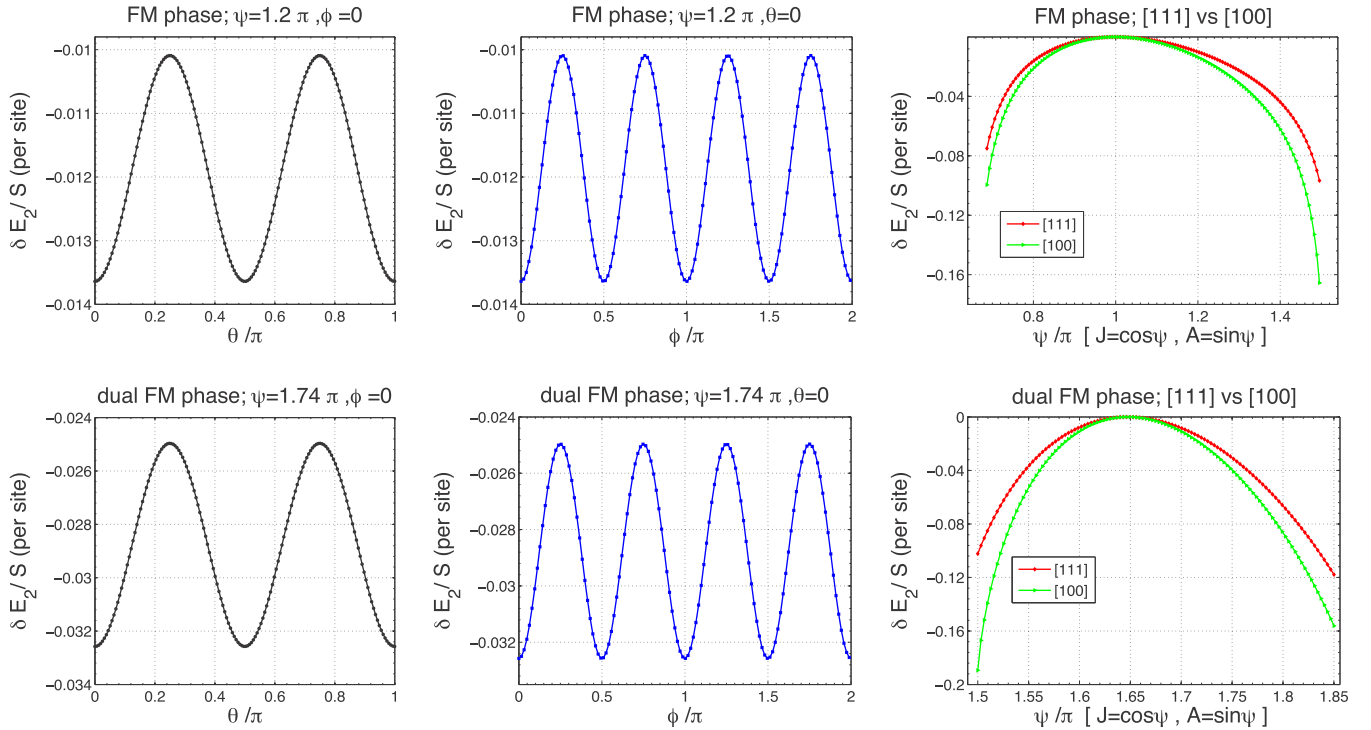 FM phase; ψ=1.2 π ,ϕ =0
−0.01
−0.011
−0.012
−0.013
−0.014
δ E_2/ S (per site)
0 0.2 0.4 0.6 0.8 1
θ /π
FM phase; ψ=1.2 π ,θ=0
−0.01
−0.011
−0.012
−0.013
−0.014
δ E_2/ S (per site)
0 0.5 1 1.5 2
ϕ /π
FM phase; [111] vs [100]
−0.04
−0.08
−0.12
−0.16
δ E_2/ S (per site)
[111]
[100]
0.8 1 1.2 1.4
ψ /π [ J=cosψ , A=sinψ ]
dual FM phase; ψ=1.74 π ,ϕ =0
−0.024
−0.026
−0.028
−0.03
−0.032
−0.034
δ E_2/ S (per site)
0 0.2 0.4 0.6 0.8 1
θ /π
dual FM phase; ψ=1.74 π ,θ=0
−0.024
−0.026
−0.028
−0.03
−0.032
δ E_2/ S (per site)
0 0.5 1 1.5 2
ϕ /π
dual FM phase; [111] vs [100]
0
−0.04
−0.08
−0.12
−0.16
−0.2
δ E_2/ S (per site)
[111]
[100]
1.5 1.55 1.6 1.65 1.7 1.75 1.8 1.85
ψ /π [ J=cosψ , A=sinψ ]